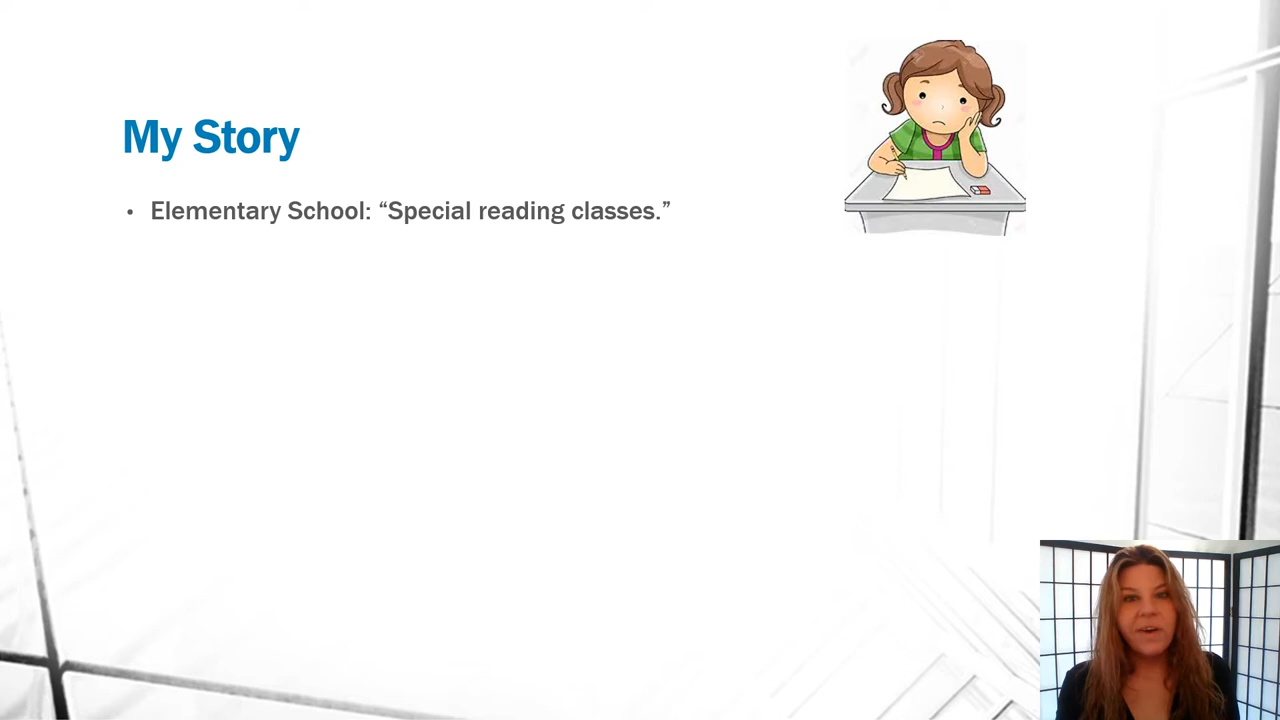 My Story
• Elementary School: “Special reading classes.”